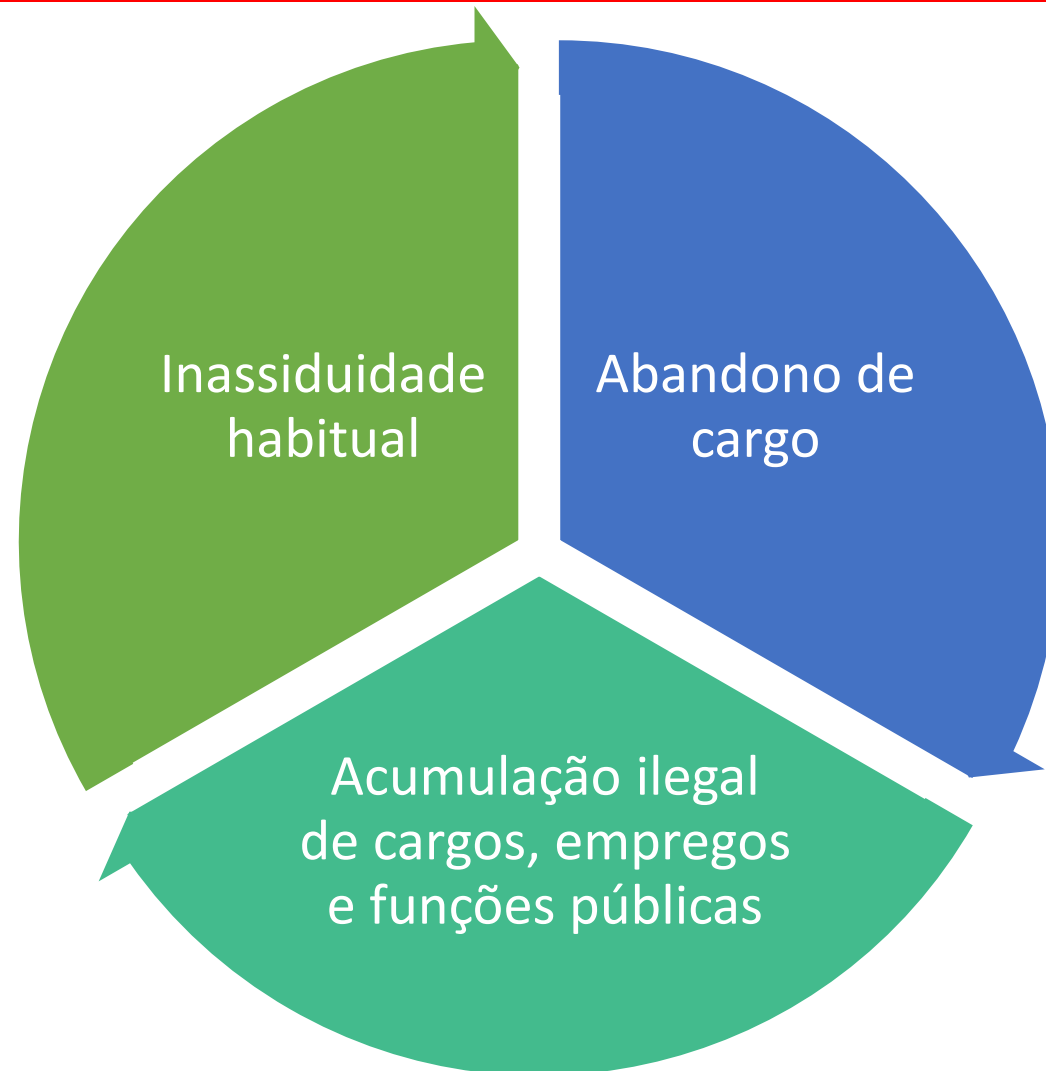 Inassiduidade
habitual
Abandono de
cargo
Acumulação ilegal
de cargos, empregos
e funções públicas